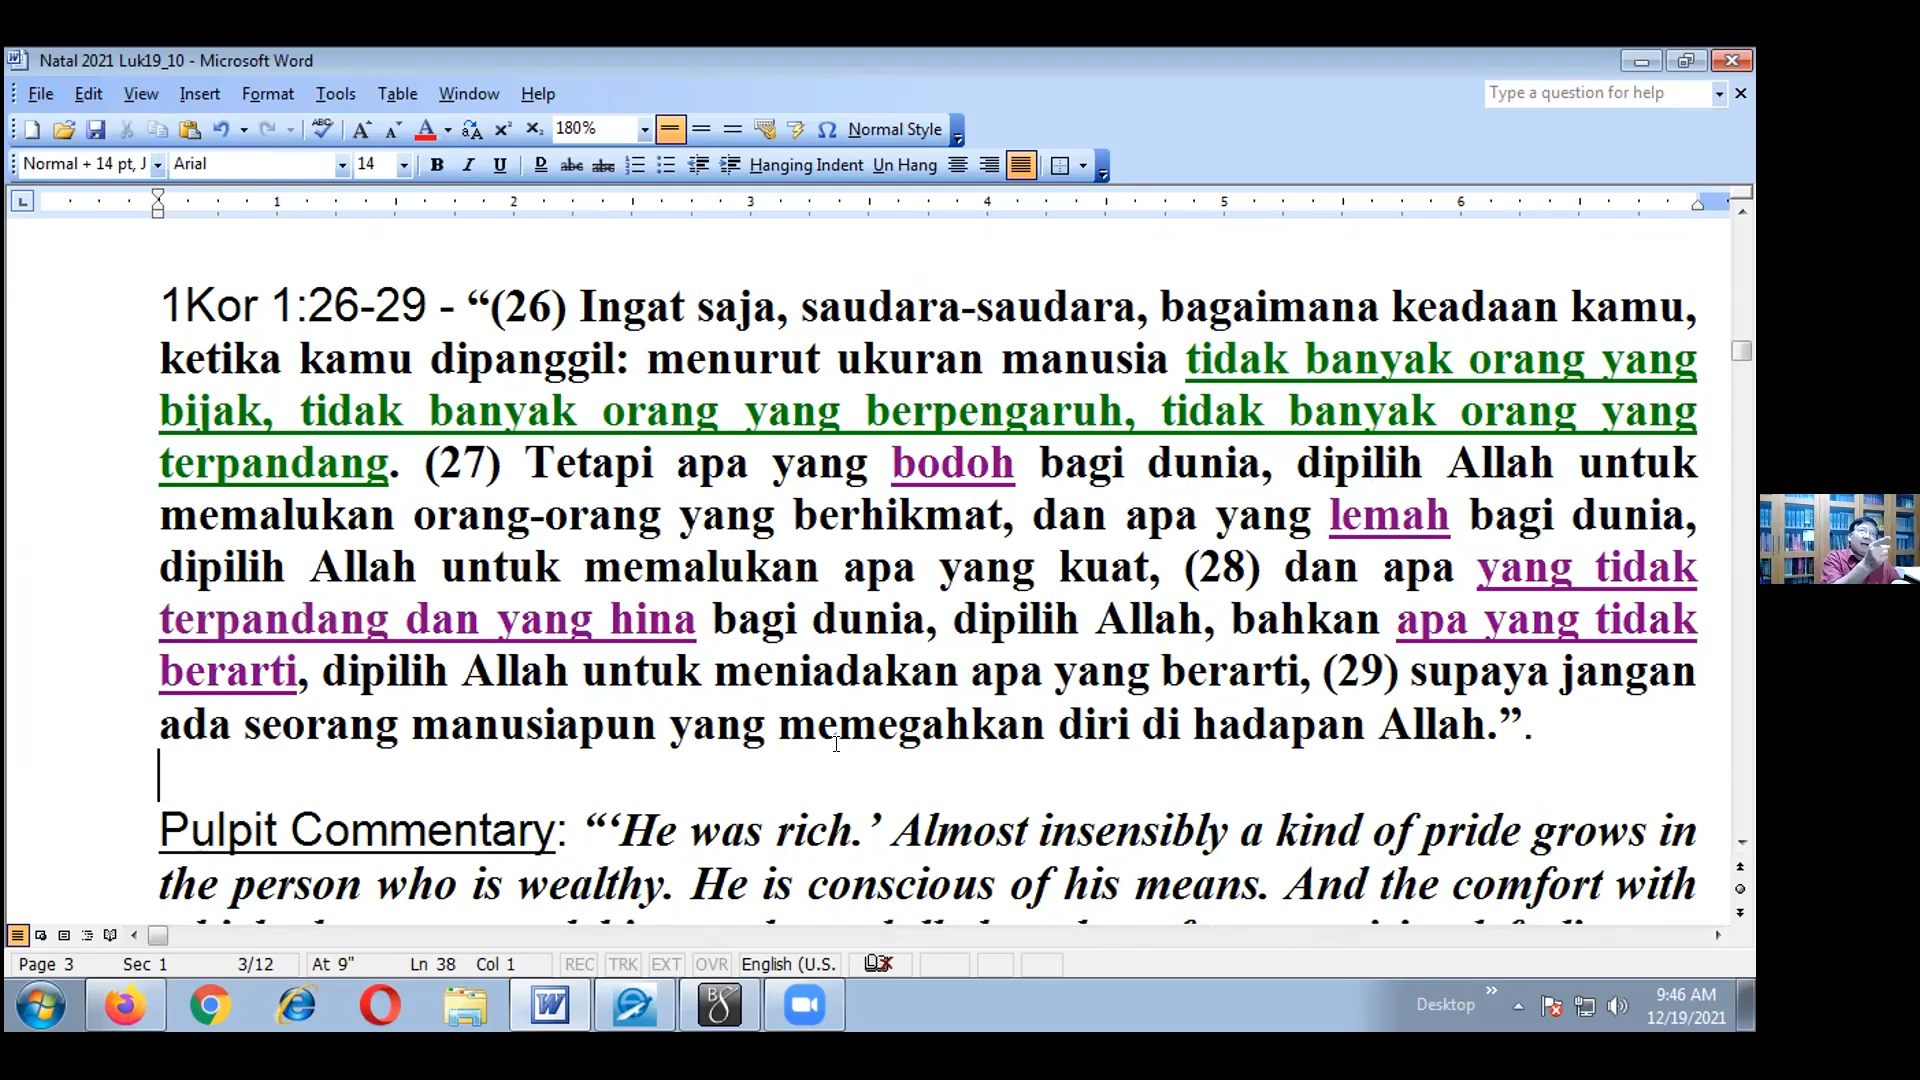 Natal 2021 Luk19_10 - Microsoft Word
File Edit View Insert Format Tools Table Window Help
Type a question for help
180%
Normal Style
Normal + 14 pt, J
Arial
14
B I U
Hanging Indent Un Hang
1 2 3 4 5 6
1Kor 1:26-29 - “(26) Ingat saja, saudara-saudara, bagaimana keadaan kamu,
ketika kamu dipanggil: menurut ukuran manusia tidak banyak orang yang
bijak, tidak banyak orang yang berpengaruh, tidak banyak orang yang
terpandang. (27) Tetapi apa yang bodoh bagi dunia, dipilih Allah untuk
memalukan orang-orang yang berhikmat, dan apa yang lemah bagi dunia,
dipilih Allah untuk memalukan apa yang kuat, (28) dan apa yang tidak
terpandang dan yang hina bagi dunia, dipilih Allah, bahkan apa yang tidak
berarti, dipilih Allah untuk meniadakan apa yang berarti, (29) supaya jangan
ada seorang manusiapun yang memegahkan diri di hadapan Allah.”.
Pulpit Commentary: “‘He was rich.’ Almost insensibly a kind of pride grows in
the person who is wealthy. He is conscious of his means. And the comfort with
Page 3 Sec 1 3/12 At 9" Ln 38 Col 1 REC TRK EXT OVR English (U.S.
Desktop
9:46 AM
12/19/2021